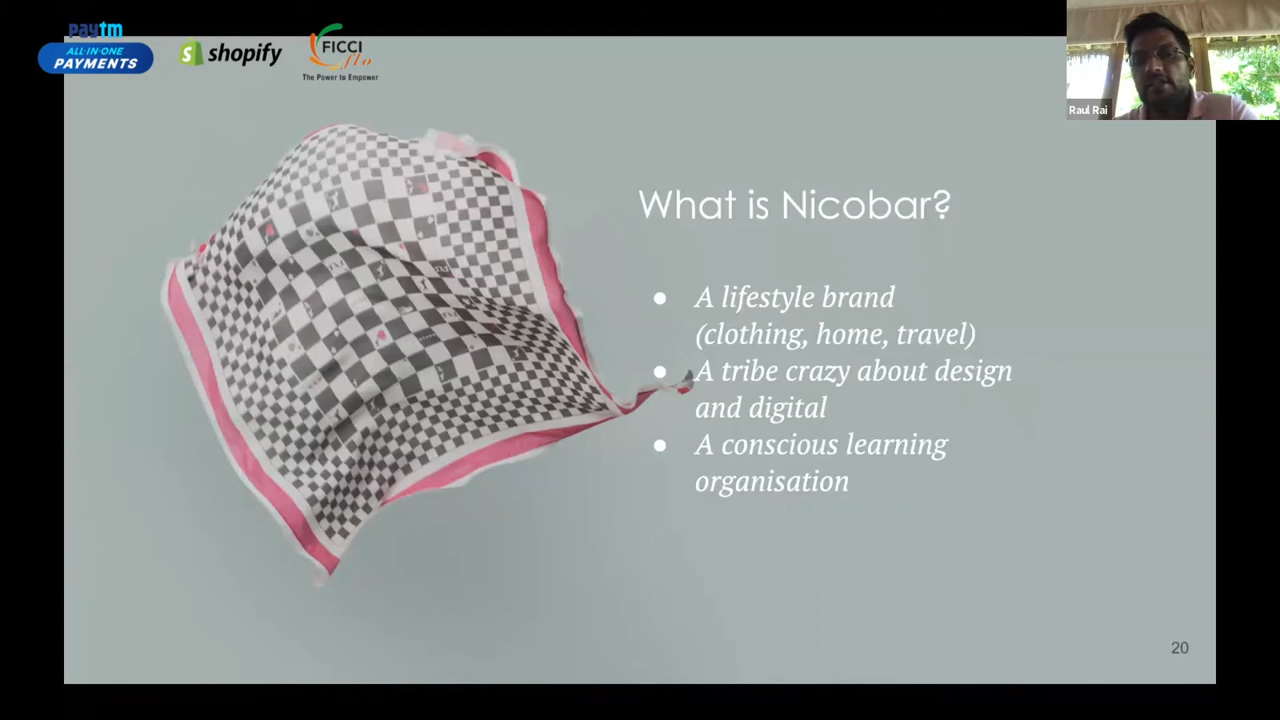 paytm
ALL-IN-ONE
PAYMENTS
shopify
FICCI
flo
The Power to Empower
Raul Rai
What is Nicobar?
● A lifestyle brand
(clothing, home, travel)
● A tribe crazy about design
and digital
● A conscious learning
organisation
20